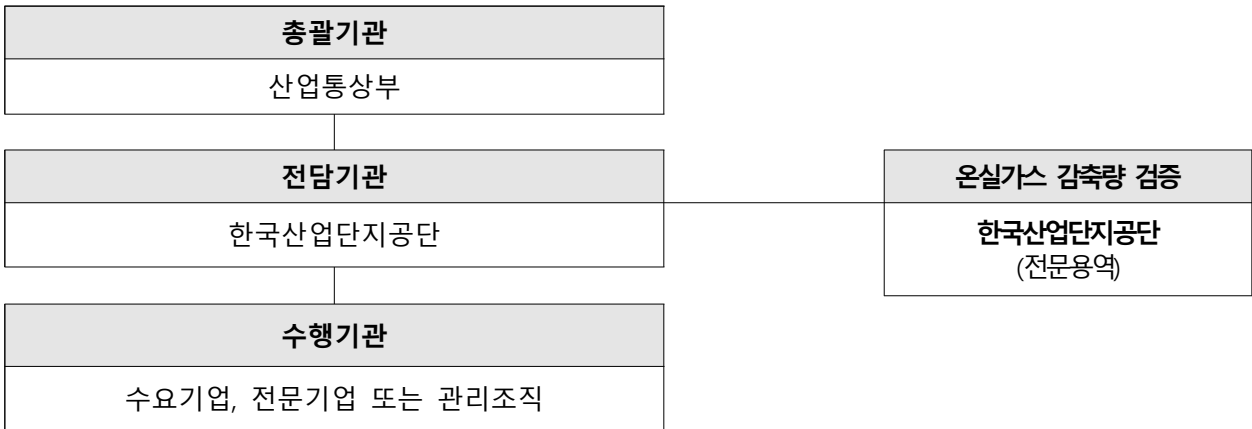 총괄기관
산업통상부
전담기관
한국산업단지공단
온실가스 감축량 검증
한국산업단지공단
(전문용역)
수행기관
수요기업, 전문기업 또는 관리조직